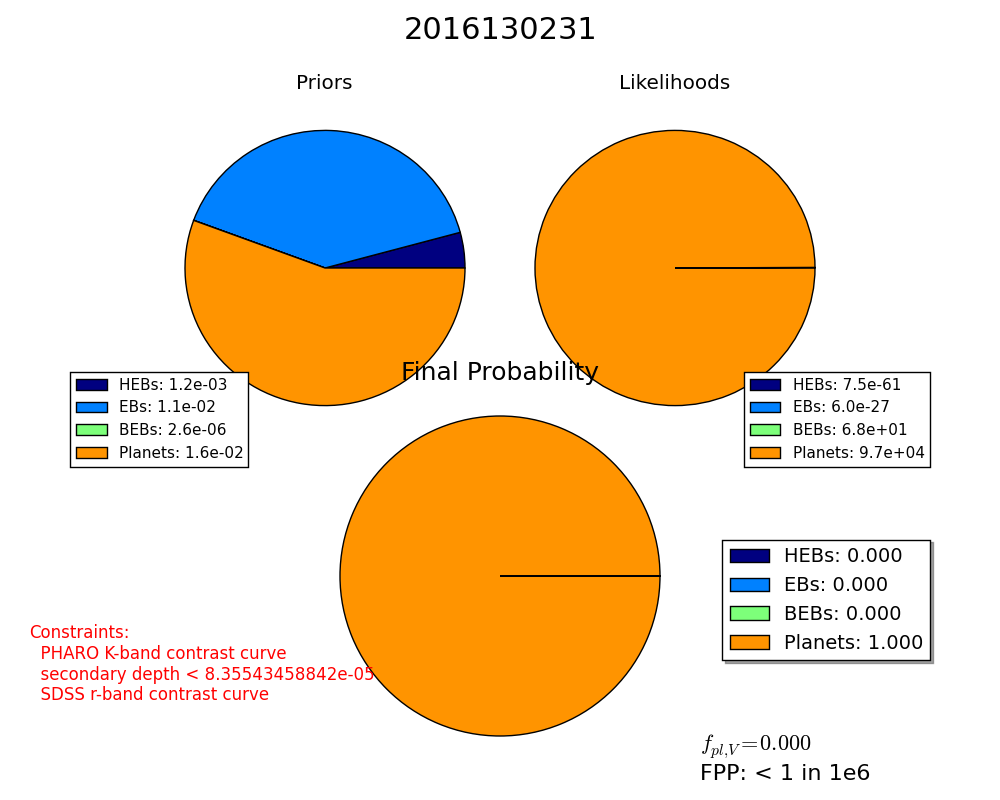 2016130231
Priors
Likelihoods
HEBs: 1.2e-03
EBs: 1.1e-02
BEBs: 2.6e-06
Planets: 1.6e-02
HEBs: 7.5e-61
EBs: 6.0e-27
BEBs: 6.8e+01
Planets: 9.7e+04
Final Probability
HEBs: 0.000
EBs: 0.000
BEBs: 0.000
Planets: 1.000
Constraints:
PHARO K-band contrast curve
secondary depth < 8.35543458842e-05
SDSS r-band contrast curve
f_{pl,V}=0.000
FPP: < 1 in 1e6